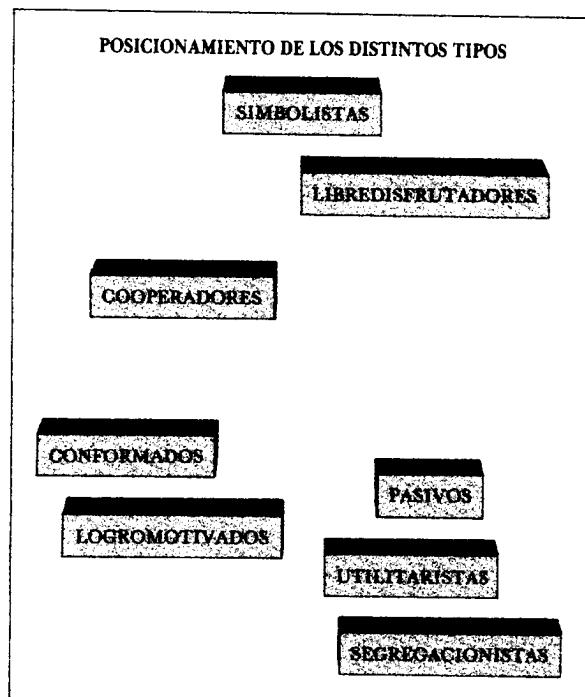 POSICIONAMIENTO DE LOS DISTINTOS TIPOS
SIMBOLISTAS
LIBREDISFRUTADORES
COOPERADORES
CONFORMADOS
PASIVOS
LOGROMOTIVADOS
UTILITARISTAS
SEGREGACIONISTAS